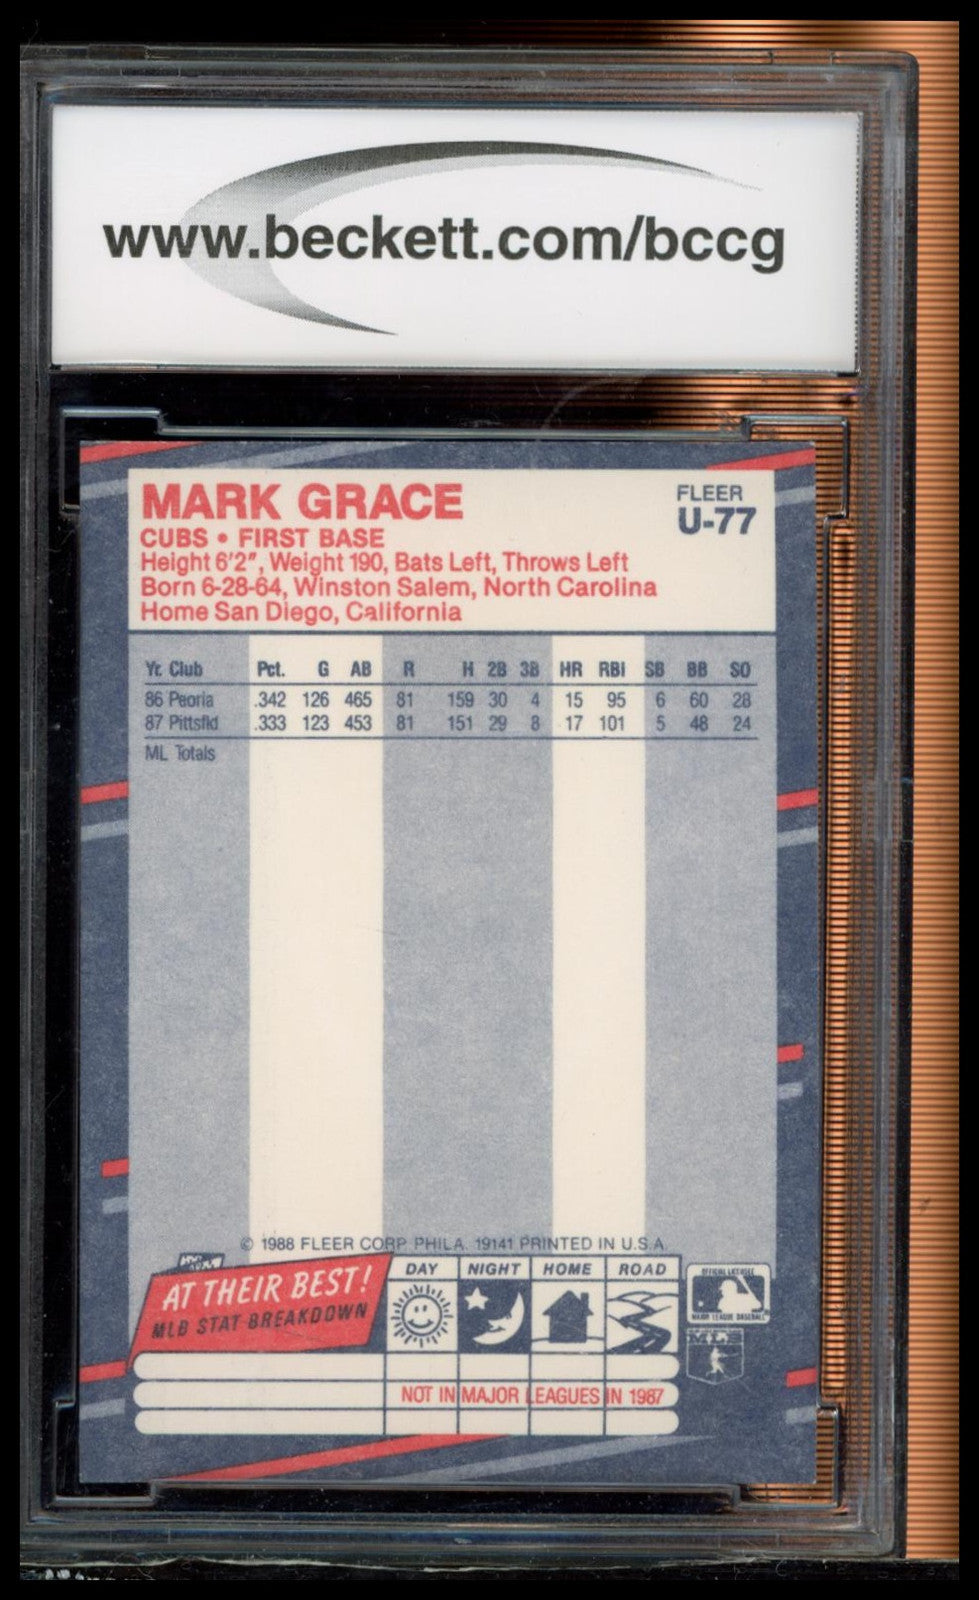 www.beckett.com/bccg
MARK GRACE
FLEER
U-77
CUBS • FIRST BASE
Height 6'2", Weight 190, Bats Left, Throws Left
Born 6-28-64, Winston Salem, North Carolina
Home San Diego, California
Yr. Club Pct. G AB R H 2B 3B HR RBI SB BB SO
86 Peoria .342 126 465 81 159 30 4 15 95 6 60 28
87 Pittsfld .333 123 453 81 151 29 8 17 101 5 48 24
ML Totals
© 1988 FLEER CORP. PHILA. 19141 PRINTED IN U.S.A.
AT THEIR BEST!
MLB STAT BREAKDOWN
DAY NIGHT HOME ROAD
OFFICIAL LICENSEE
MAJOR LEAGUE BASEBALL
NOT IN MAJOR LEAGUES IN 1987